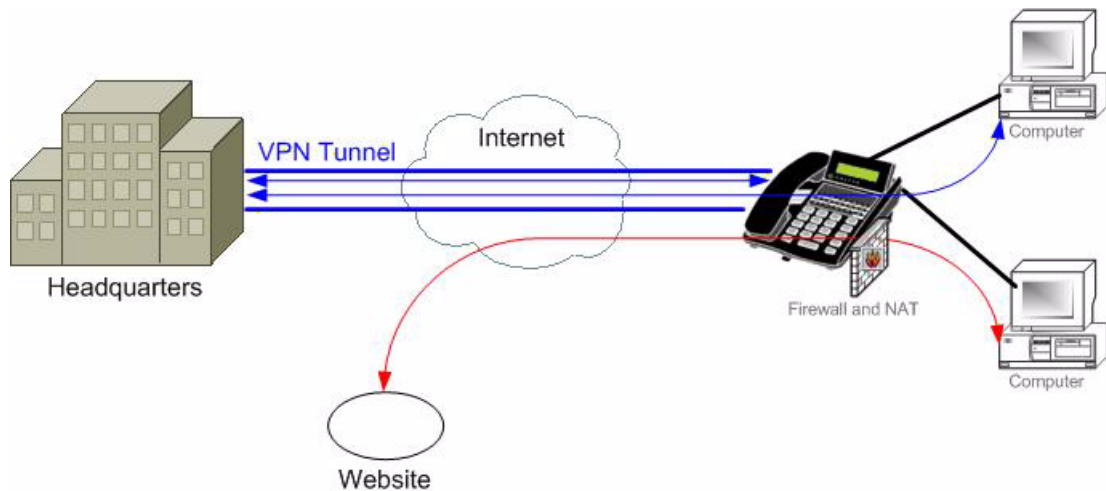 Internet
VPN Tunnel
Computer
Headquarters
Firewall and NAT
Computer
Website